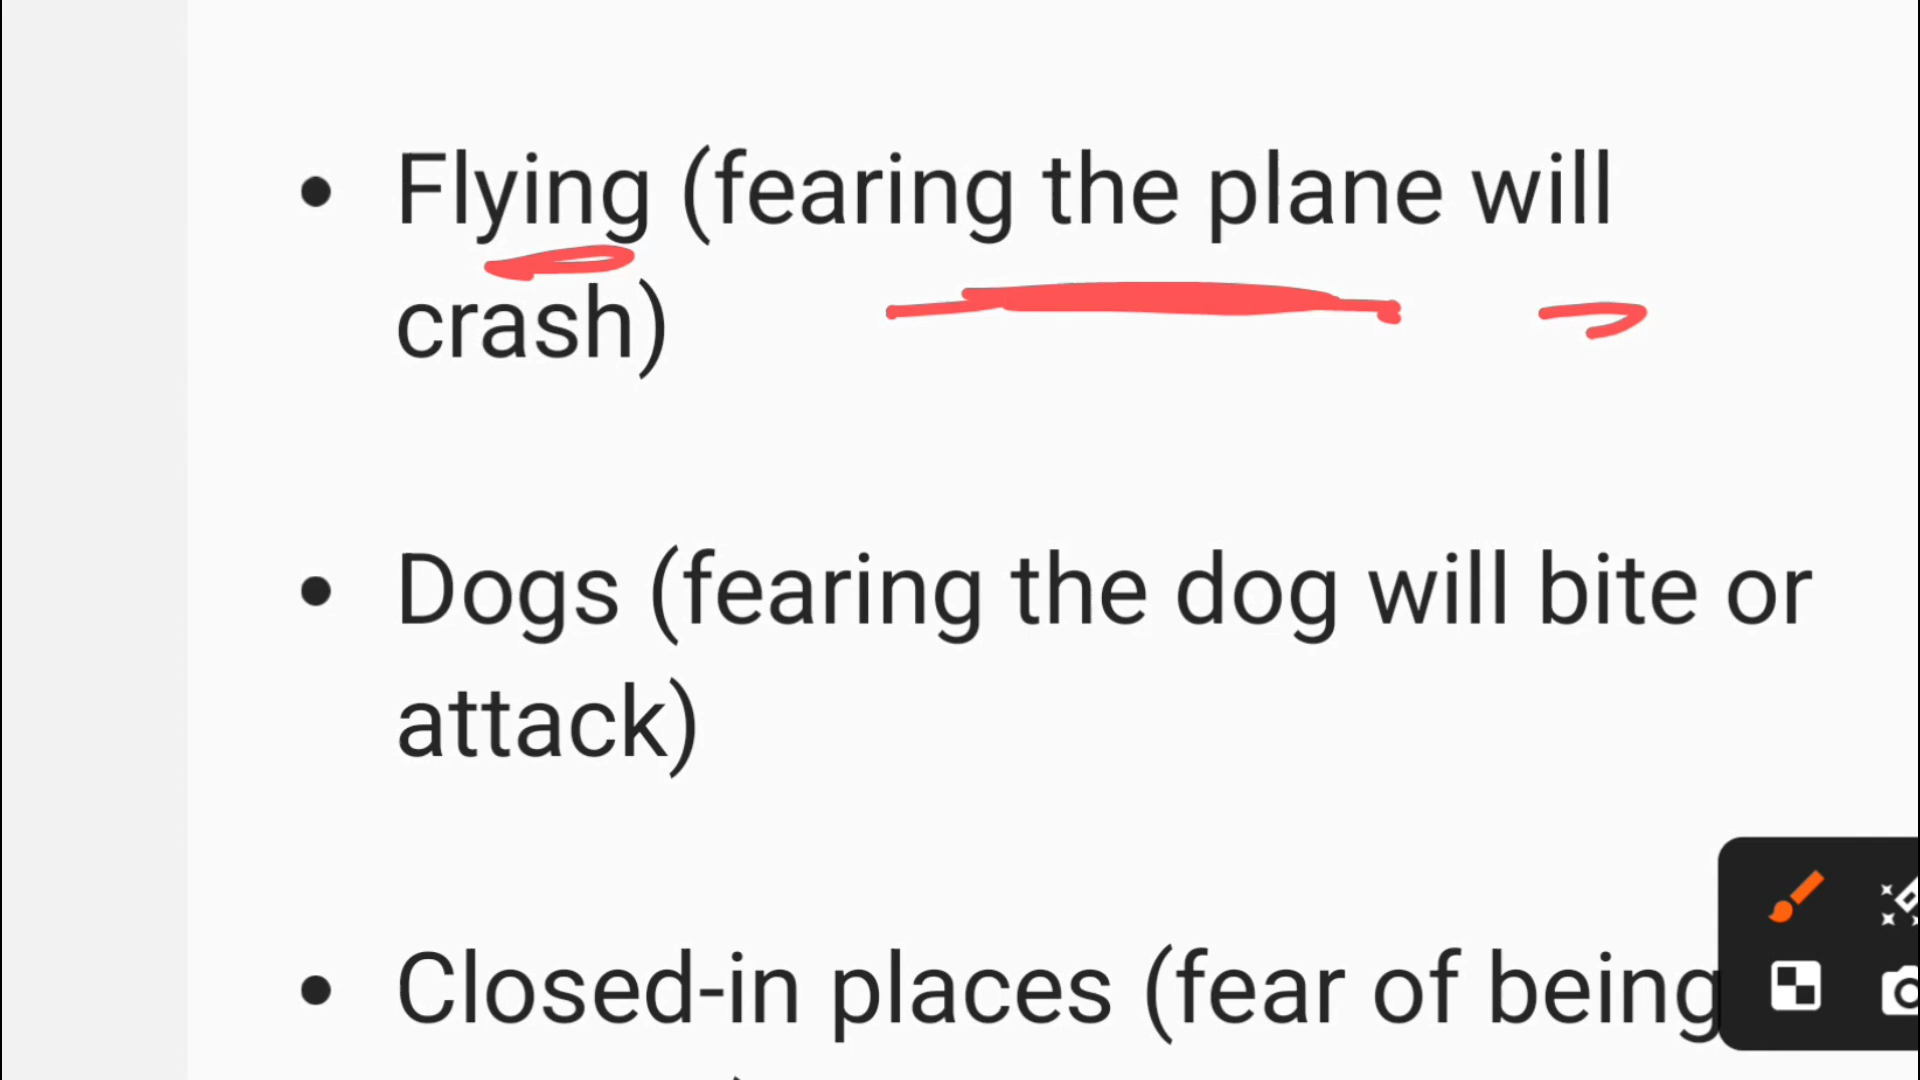 • Flying (fearing the plane will
crash)
• Dogs (fearing the dog will bite or
attack)
• Closed-in places (fear of being